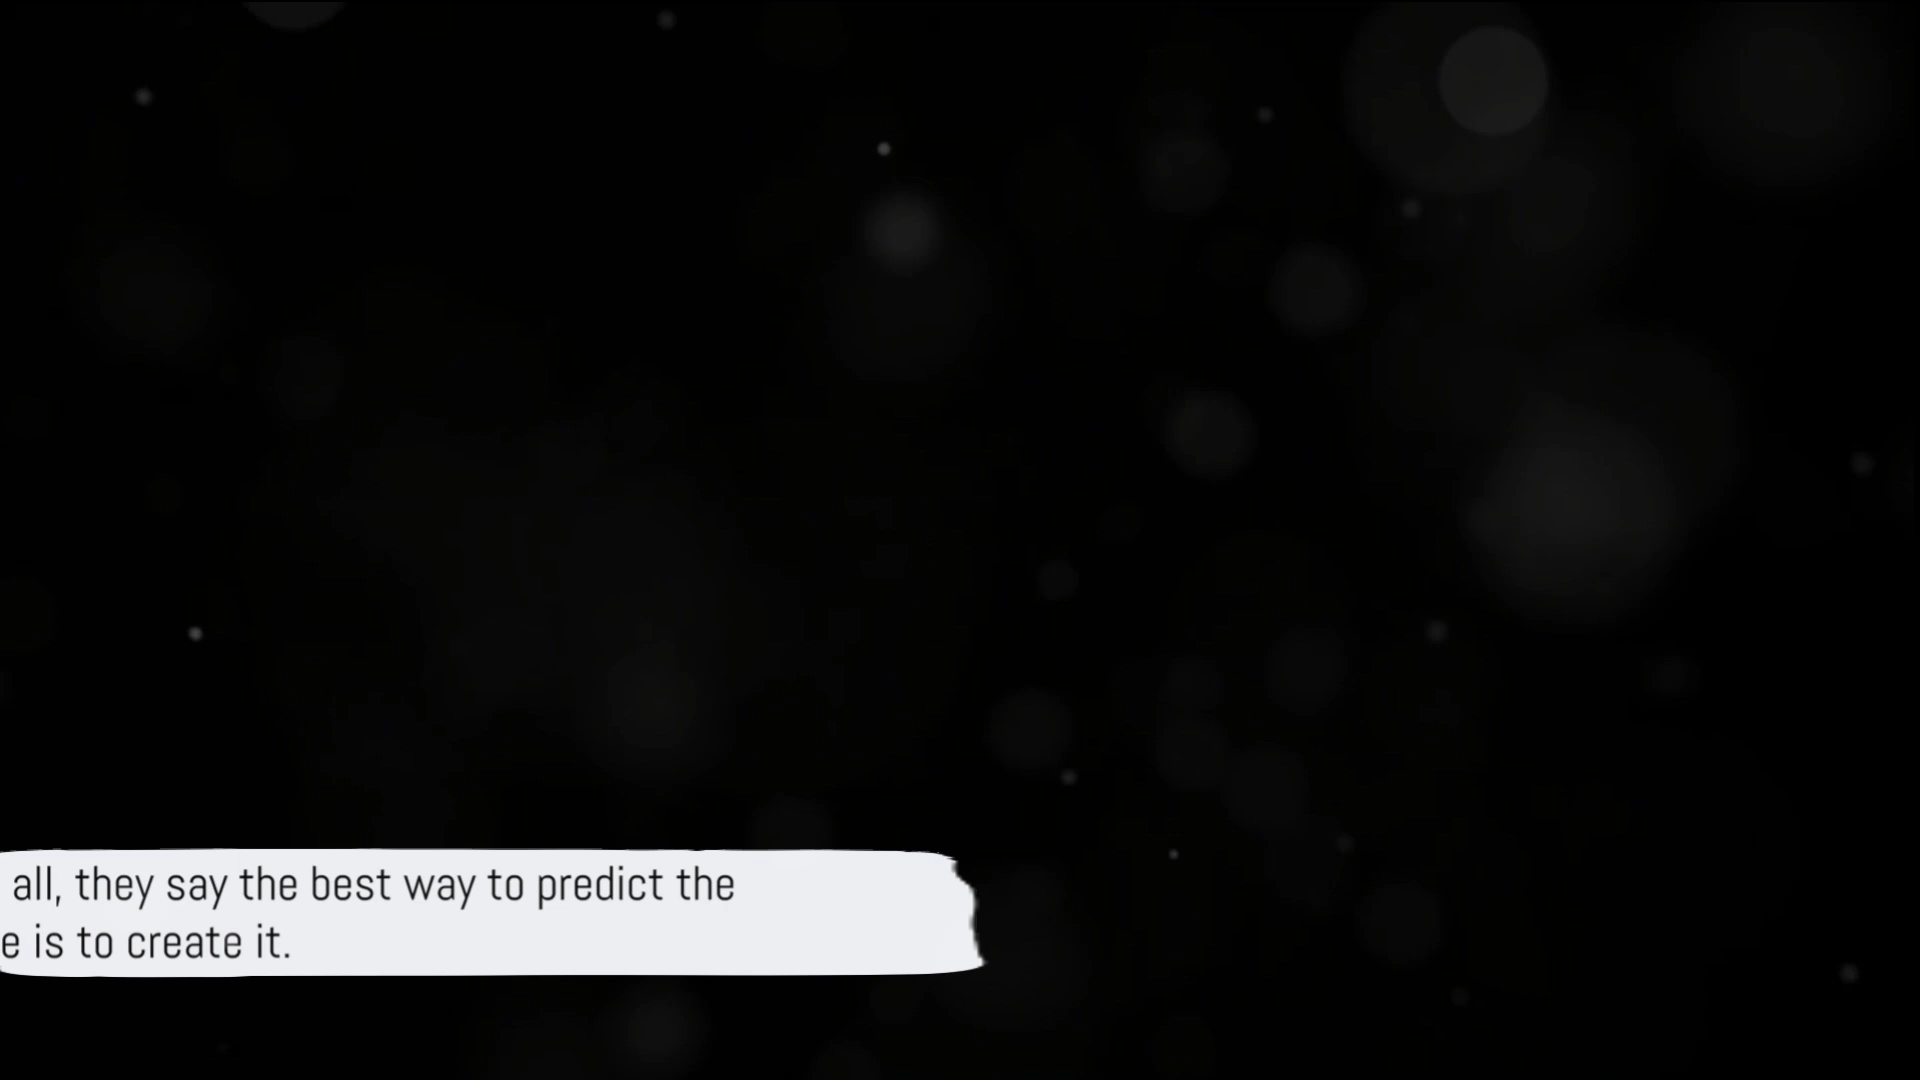 all, they say the best way to predict the
e is to create it.